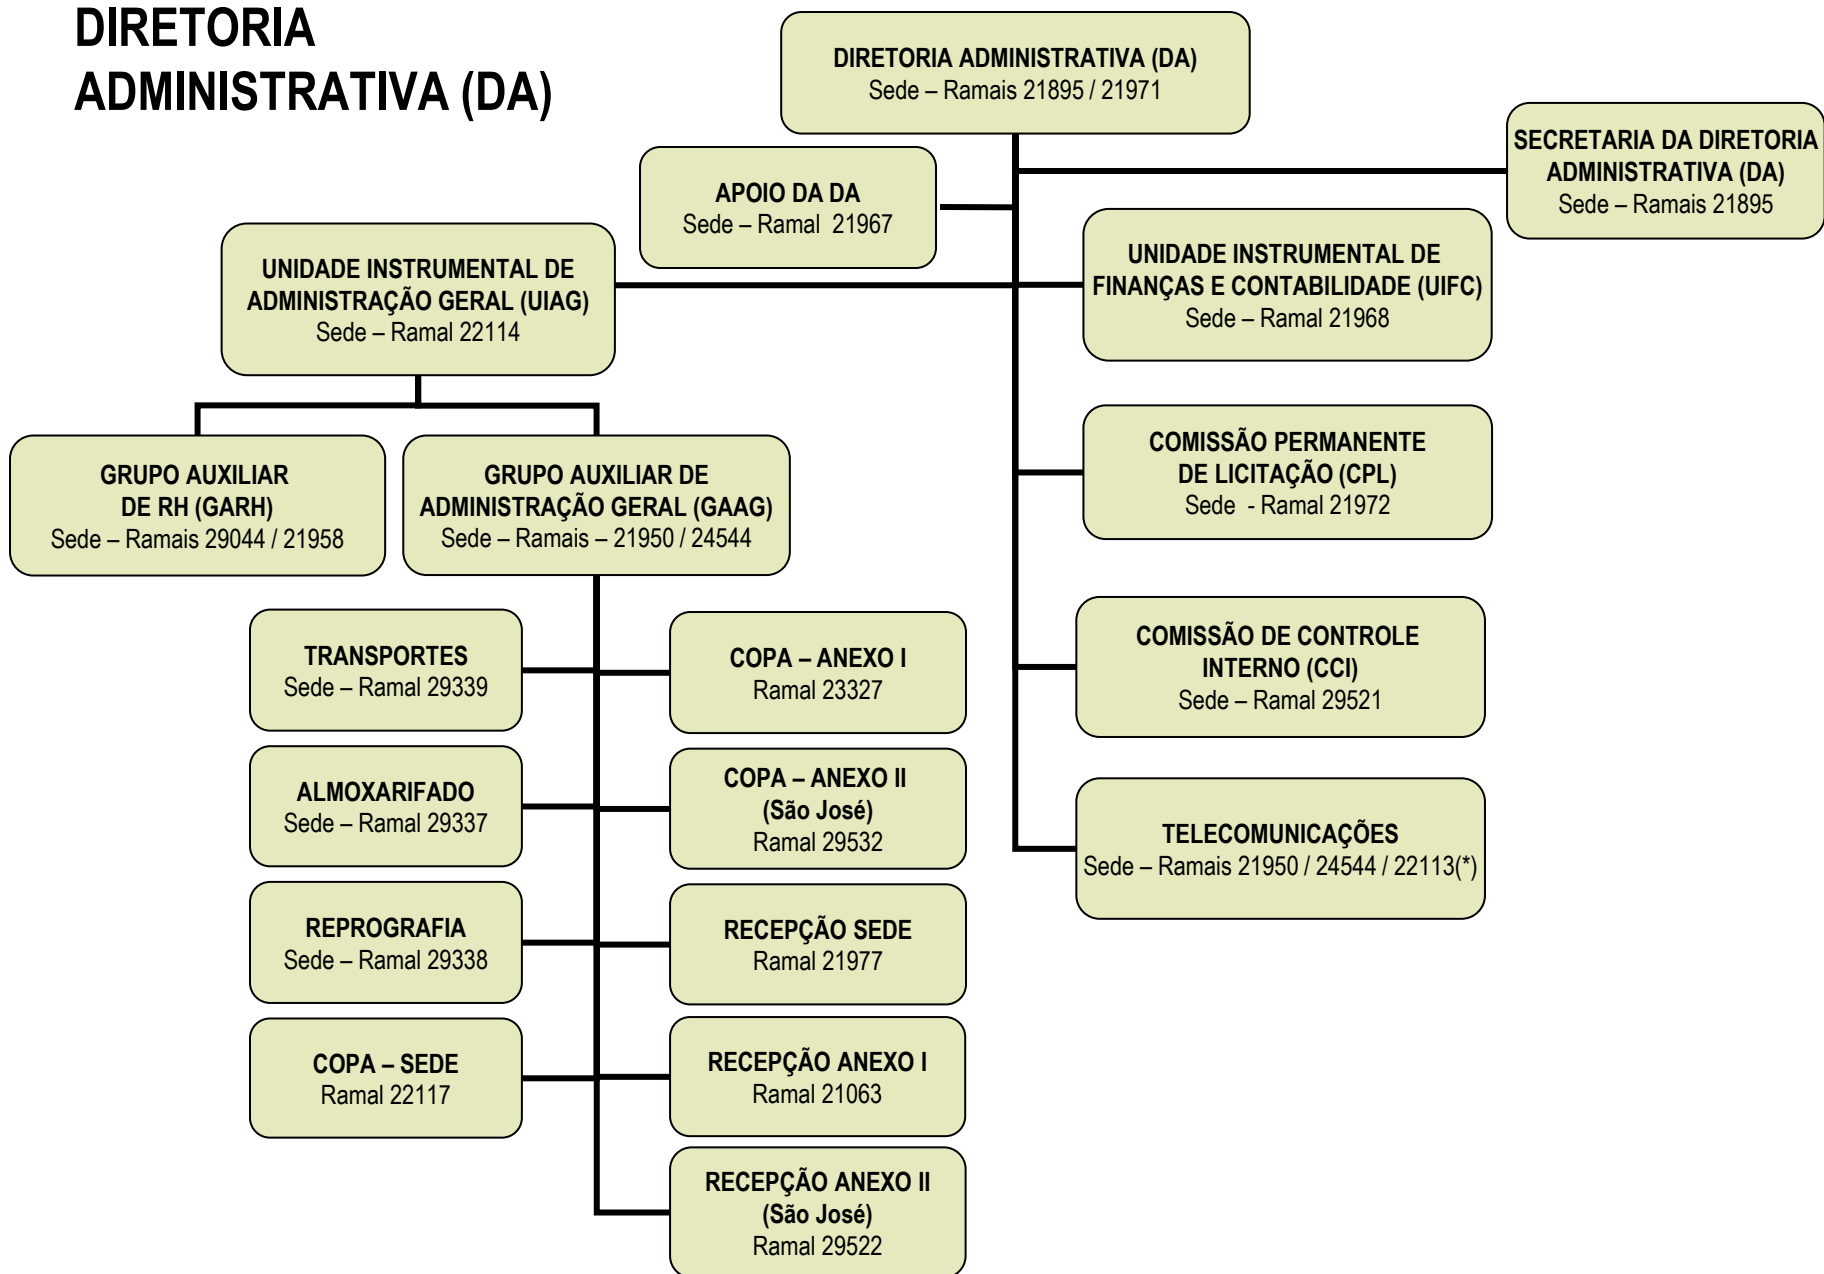 DIRETORIA
ADMINISTRATIVA (DA)
DIRETORIA ADMINISTRATIVA (DA)
Sede – Ramais 21895 / 21971
SECRETARIA DA DIRETORIA
ADMINISTRATIVA (DA)
Sede – Ramais 21895
APOIO DA DA
Sede – Ramal 21967
UNIDADE INSTRUMENTAL DE
ADMINISTRAÇÃO GERAL (UIAG)
Sede – Ramal 22114
UNIDADE INSTRUMENTAL DE
FINANÇAS E CONTABILIDADE (UIFC)
Sede – Ramal 21968
GRUPO AUXILIAR
DE RH (GARH)
Sede – Ramais 29044 / 21958
GRUPO AUXILIAR DE
ADMINISTRAÇÃO GERAL (GAAG)
Sede – Ramais – 21950 / 24544
COMISSÃO PERMANENTE
DE LICITAÇÃO (CPL)
Sede - Ramal 21972
COMISSÃO DE CONTROLE
INTERNO (CCI)
Sede – Ramal 29521
TELECOMUNICAÇÕES
Sede – Ramais 21950 / 24544 / 22113(*)
TRANSPORTES
Sede – Ramal 29339
COPA – ANEXO I
Ramal 23327
ALMOXARIFADO
Sede – Ramal 29337
COPA – ANEXO II
(São José)
Ramal 29532
REPROGRAFIA
Sede – Ramal 29338
RECEPÇÃO SEDE
Ramal 21977
COPA – SEDE
Ramal 22117
RECEPÇÃO ANEXO I
Ramal 21063
RECEPÇÃO ANEXO II
(São José)
Ramal 29522